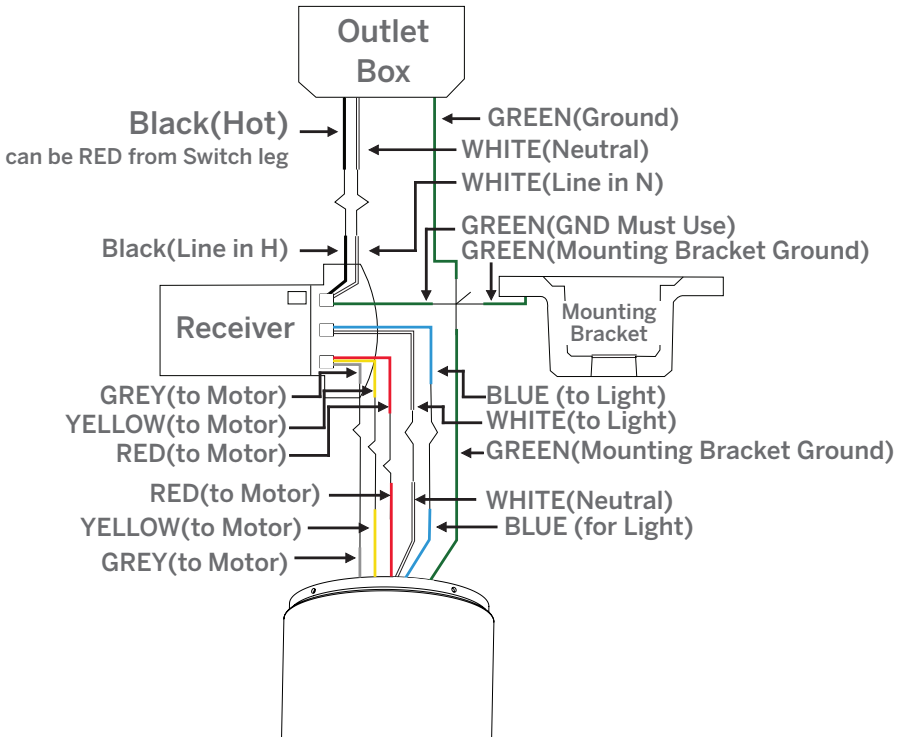 Outlet
Box
Black(Hot)
can be RED from Switch leg
GREEN(Ground)
WHITE(Neutral)
WHITE(Line in N)
GREEN(GND Must Use)
Black(Line in H)
GREEN(Mounting Bracket Ground)
Receiver
Mounting
Bracket
GREY(to Motor)
BLUE (to Light)
YELLOW(to Motor)
WHITE(to Light)
RED(to Motor)
GREEN(Mounting Bracket Ground)
RED(to Motor)
WHITE(Neutral)
YELLOW(to Motor)
BLUE (for Light)
GREY(to Motor)